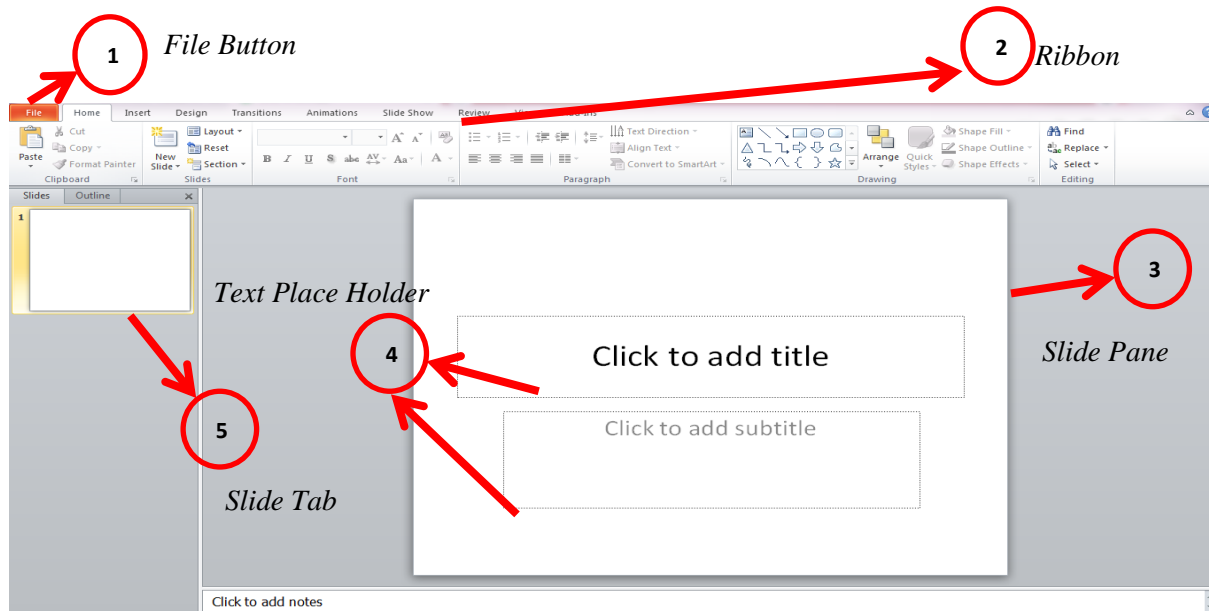 1 File Button
2 Ribbon
File Home Insert Design Transitions Animations Slide Show Review
Cut
Copy
Format Painter
Paste
Clipboard
New Slide
Layout
Reset
Section
Slides
B I U S abc AV Aa A
A A
Font
Text Direction
Align Text
Convert to SmartArt
Paragraph
Arrange
Quick Styles
Shape Fill
Shape Outline
Shape Effects
Drawing
Find
Replace
Select
Editing
Slides Outline
1
3
Slide Pane
Text Place Holder
4
Click to add title
Click to add subtitle
5
Slide Tab
Click to add notes